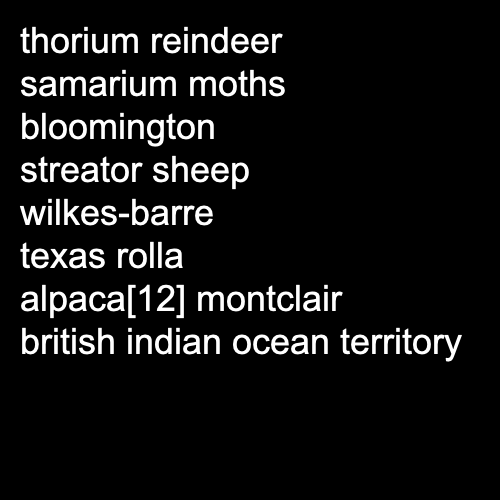 thorium reindeer
samarium moths
bloomington
streator sheep
wilkes-barre
texas rolla
alpaca[12] montclair
british indian ocean territory